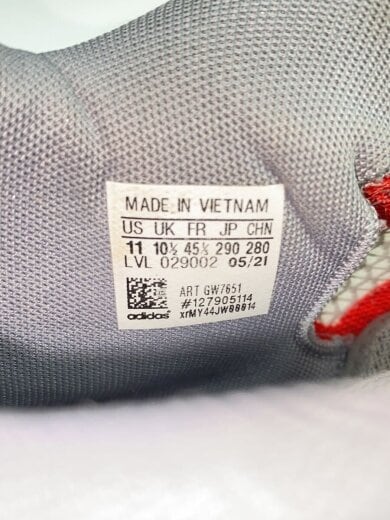 MADE IN VIETNAM
US UK FR JP CHN
11 10½ 45⅓ 290 280
LVL 029002 05/21
ART GW7651
#127905114
adidas xrMY44JW00014